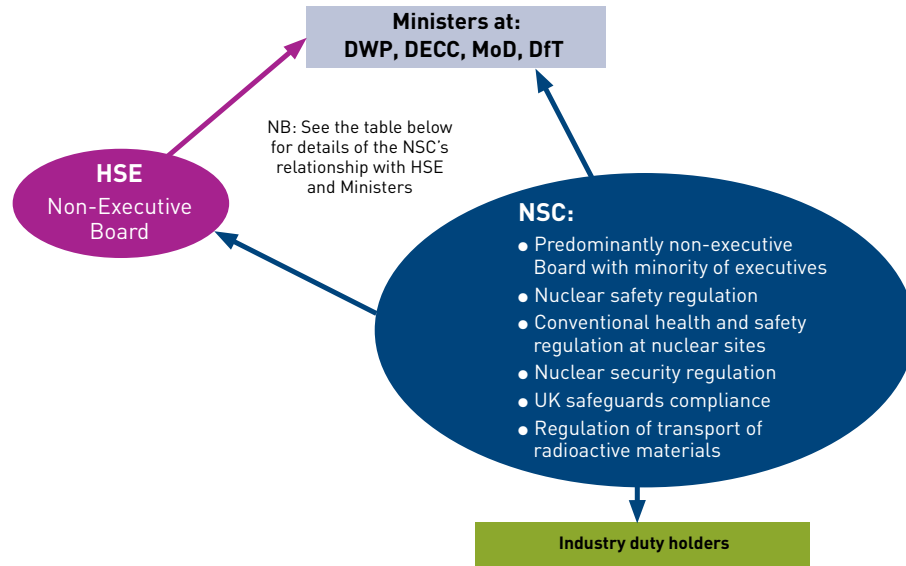 Ministers at:
DWP, DECC, MoD, DfT
NB: See the table below
for details of the NSC’s
relationship with HSE
and Ministers
HSE
Non-Executive
Board
NSC:
● Predominantly non-executive
Board with minority of executives
● Nuclear safety regulation
● Conventional health and safety
regulation at nuclear sites
● Nuclear security regulation
● UK safeguards compliance
● Regulation of transport of
radioactive materials
Industry duty holders